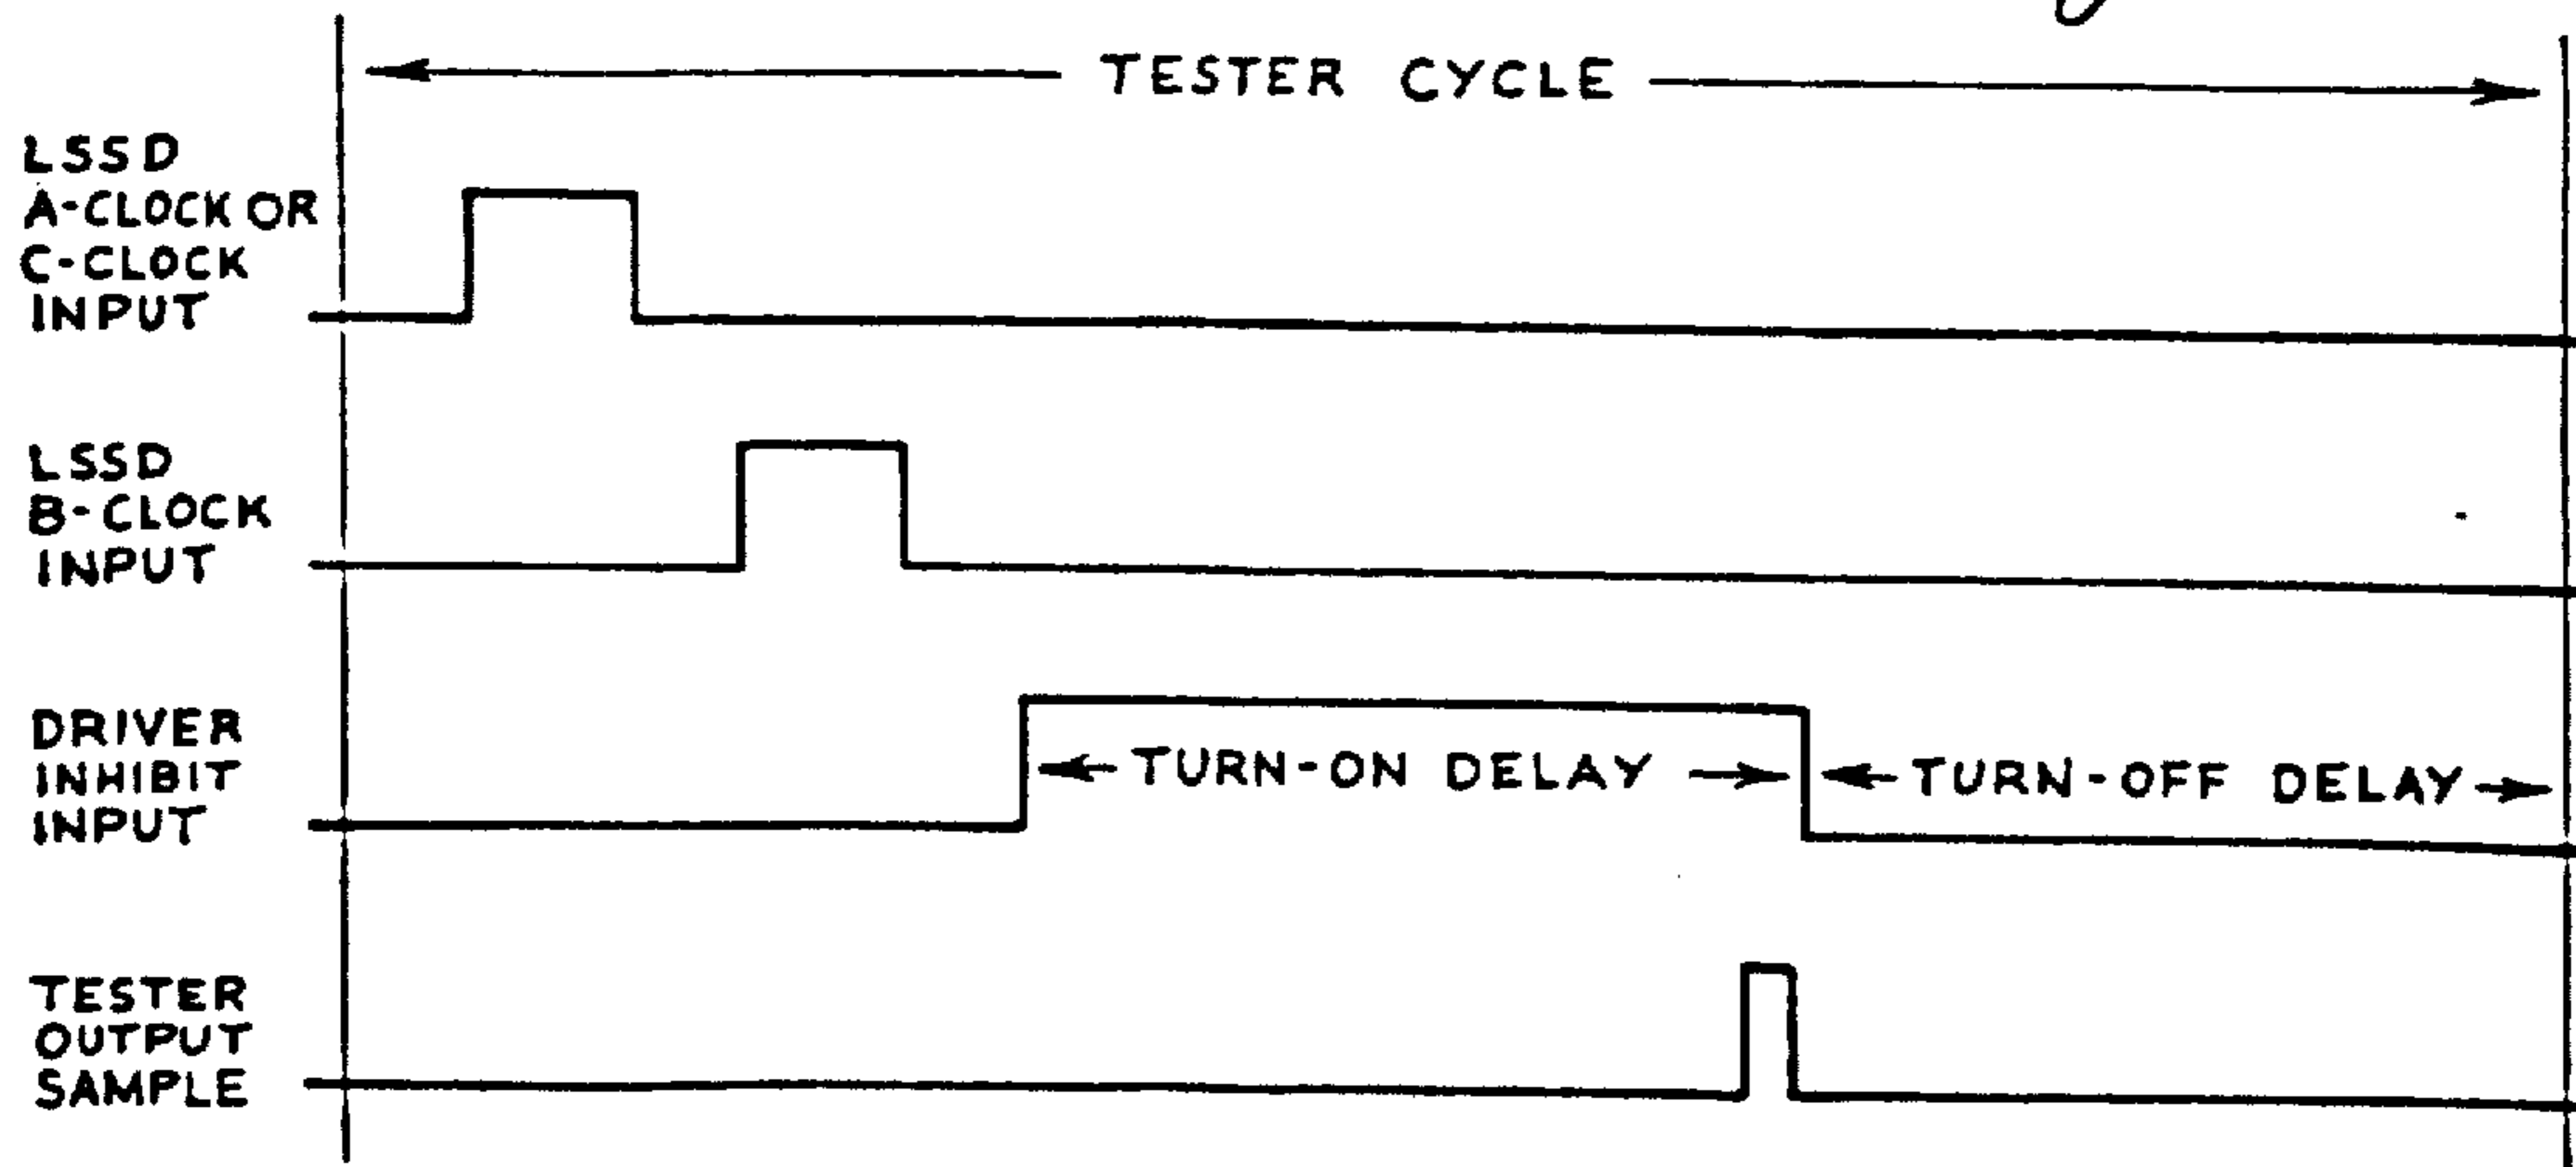 TESTER CYCLE
LSSD
A-CLOCK OR
C-CLOCK
INPUT
LSSD
B-CLOCK
INPUT
DRIVER
INHIBIT
INPUT
TURN-ON DELAY
TURN-OFF DELAY
TESTER
OUTPUT
SAMPLE